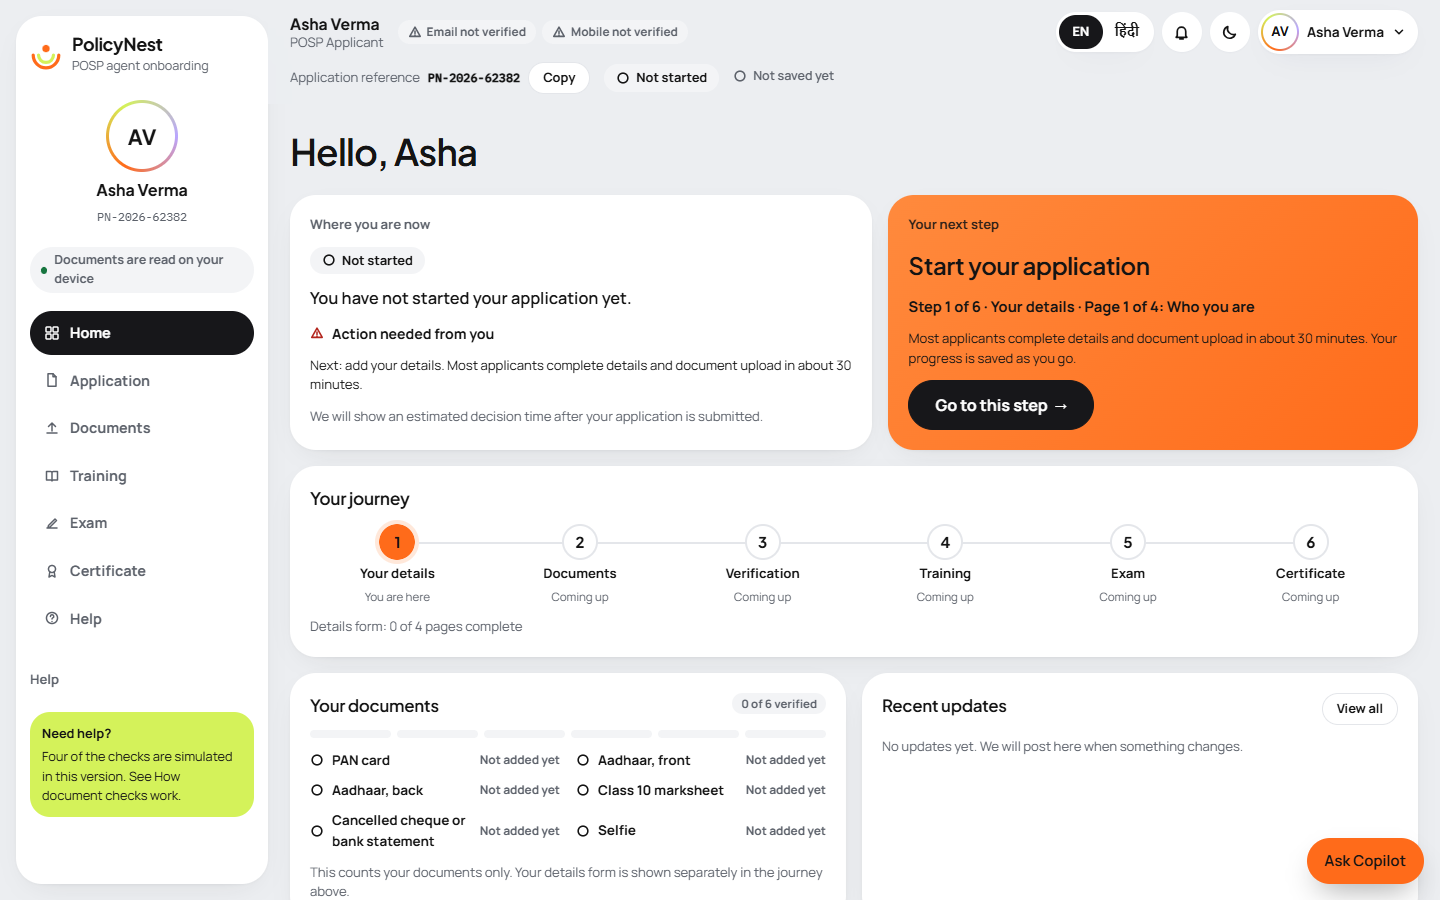 PolicyNest
POSP agent onboarding
AV
Asha Verma
PN-2026-62382
Documents are read on your
device
Home
Application
Documents
Training
Exam
Certificate
Help
Help
Need help?
Four of the checks are simulated
in this version. See How
document checks work.
Asha Verma
POSP Applicant
Email not verified
Mobile not verified
EN
हिंदी
AV
Asha Verma
Application reference PN-2026-62382
Copy
Not started
Not saved yet
Hello, Asha
Where you are now
Not started
You have not started your application yet.
Action needed from you
Next: add your details. Most applicants complete details and document upload in about 30
minutes.
We will show an estimated decision time after your application is submitted.
Your next step
Start your application
Step 1 of 6 · Your details · Page 1 of 4: Who you are
Most applicants complete details and document upload in about 30 minutes. Your
progress is saved as you go.
Go to this step →
Your journey
1 2 3 4 5 6
Your details Documents Verification Training Exam Certificate
You are here Coming up Coming up Coming up Coming up Coming up
Details form: 0 of 4 pages complete
Your documents
0 of 6 verified
PAN card Not added yet
Aadhaar, front Not added yet
Aadhaar, back Not added yet
Class 10 marksheet Not added yet
Cancelled cheque or
bank statement Not added yet
Selfie Not added yet
This counts your documents only. Your details form is shown separately in the journey
above.
Recent updates
View all
No updates yet. We will post here when something changes.
Ask Copilot